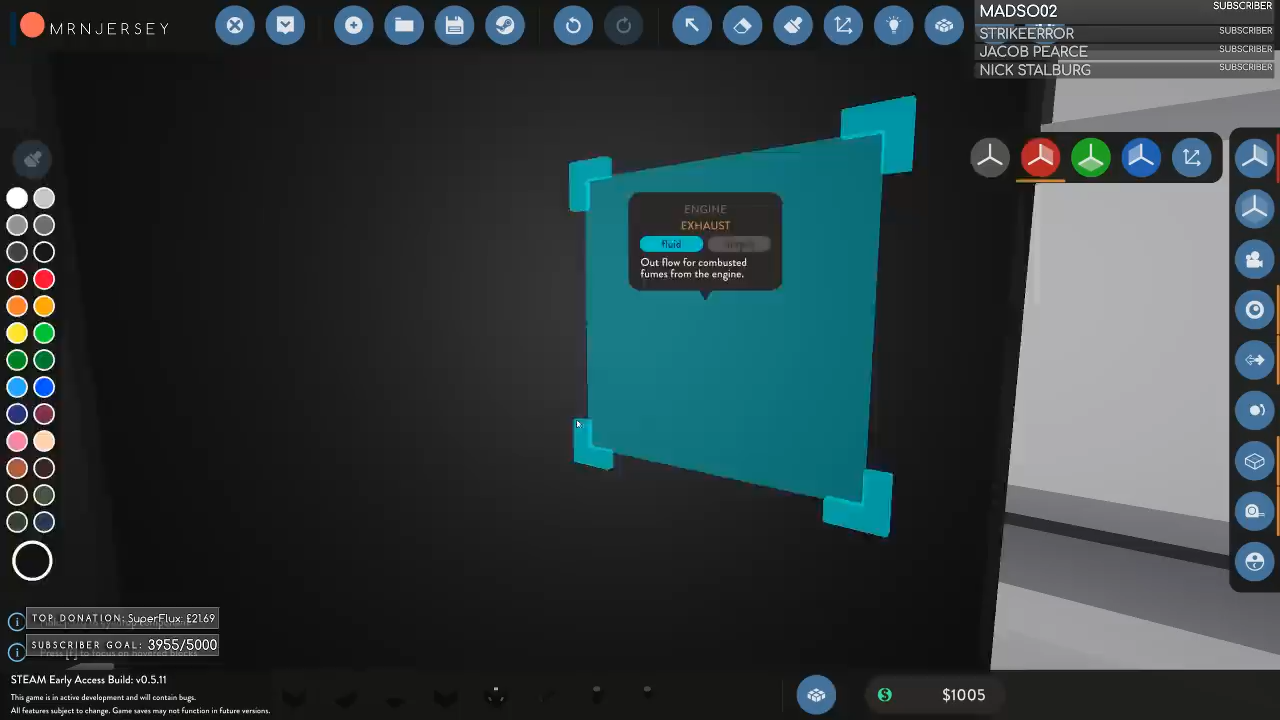 MRNJERSEY
MADSO02 SUBSCRIBER
STRIKEERROR SUBSCRIBER
JACOB PEARCE SUBSCRIBER
NICK STALBURG SUBSCRIBER
ENGINE
EXHAUST
fluid
Out flow for combusted
fumes from the engine.
TOP DONATION: SuperFlux: £21.69
SUBSCRIBER GOAL: 3955/5000
STEAM Early Access Build: v0.5.11
This game is in active development and will contain bugs.
All features subject to change. Game saves may not function in future versions.
$ $1005